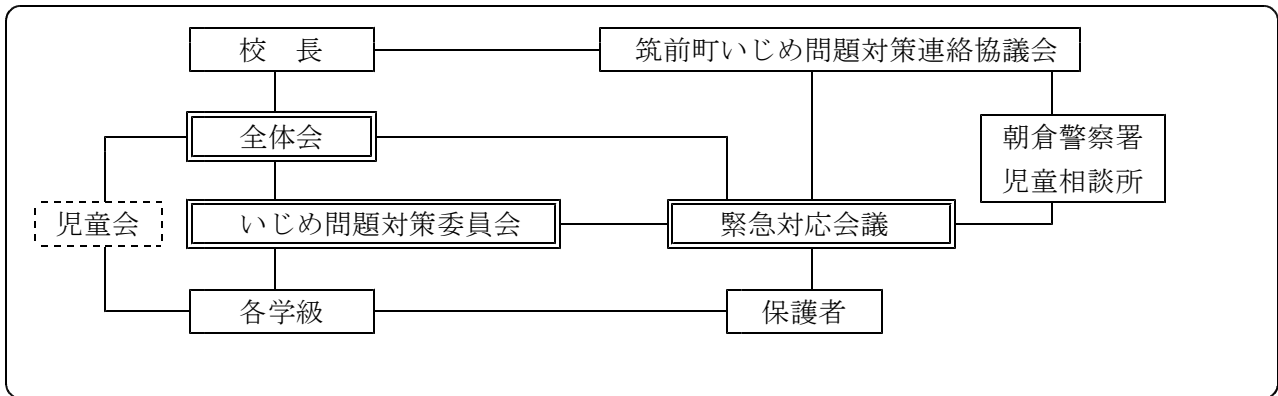 校　長
筑前町いじめ問題対策連絡協議会
全体会
朝倉警察署
児童相談所
児童会
いじめ問題対策委員会
緊急対応会議
各学級
保護者